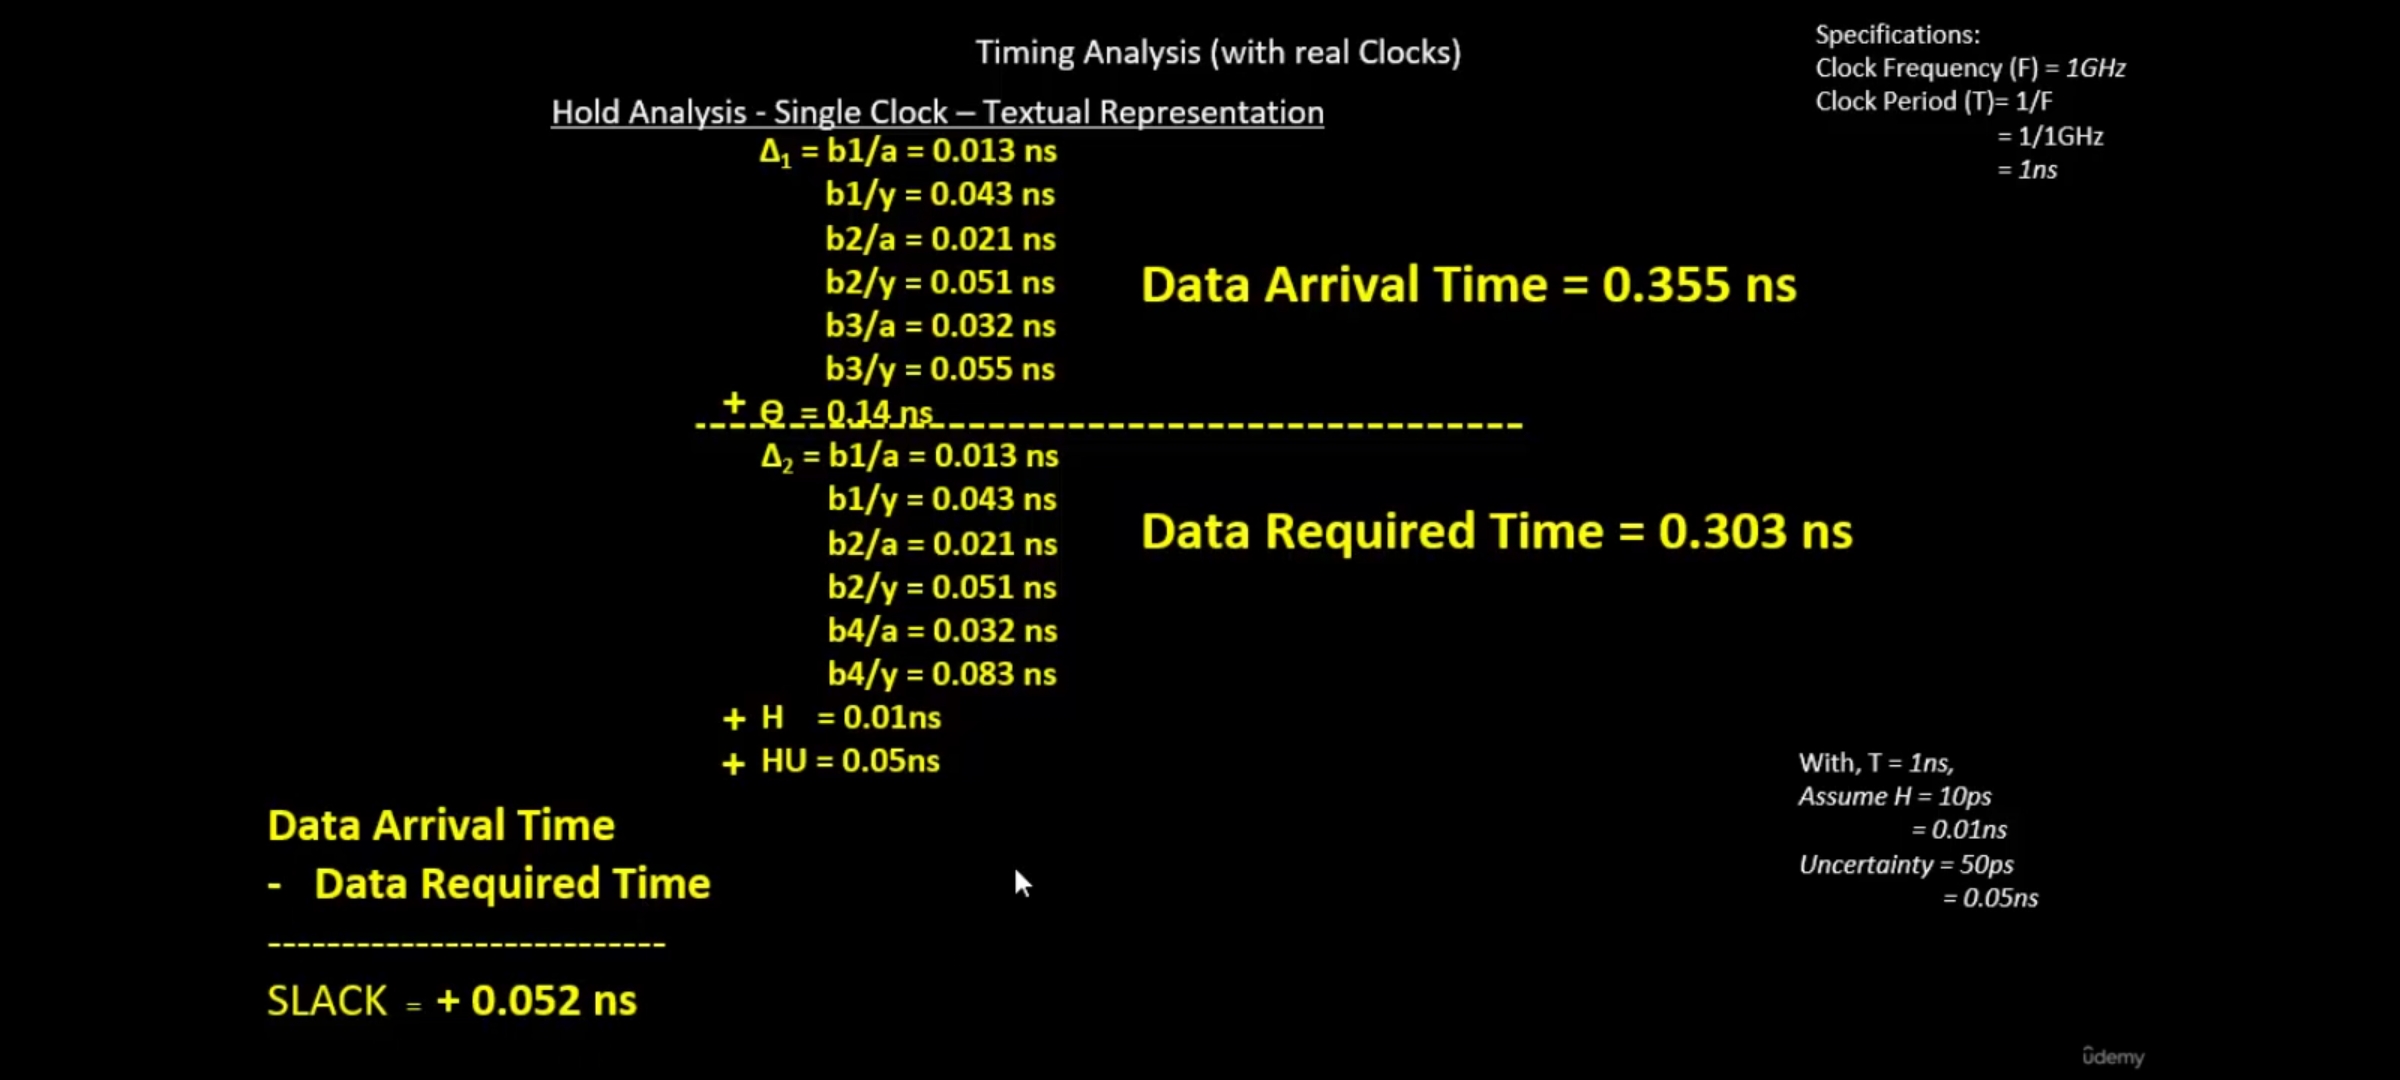 Timing Analysis (with real Clocks)
Specifications:
Clock Frequency (F) = 1GHz
Clock Period (T)= 1/F
= 1/1GHz
= 1ns
Hold Analysis - Single Clock – Textual Representation
Δ1 = b1/a = 0.013 ns
b1/y = 0.043 ns
b2/a = 0.021 ns
b2/y = 0.051 ns
b3/a = 0.032 ns
b3/y = 0.055 ns
+ Θ = 0.14 ns
Data Arrival Time = 0.355 ns
Δ2 = b1/a = 0.013 ns
b1/y = 0.043 ns
b2/a = 0.021 ns
b2/y = 0.051 ns
b4/a = 0.032 ns
b4/y = 0.083 ns
+ H = 0.01ns
+ HU = 0.05ns
Data Required Time = 0.303 ns
With, T = 1ns,
Assume H = 10ps
= 0.01ns
Uncertainty = 50ps
= 0.05ns
Data Arrival Time
- Data Required Time
---------------------------
SLACK = + 0.052 ns
ûdemy